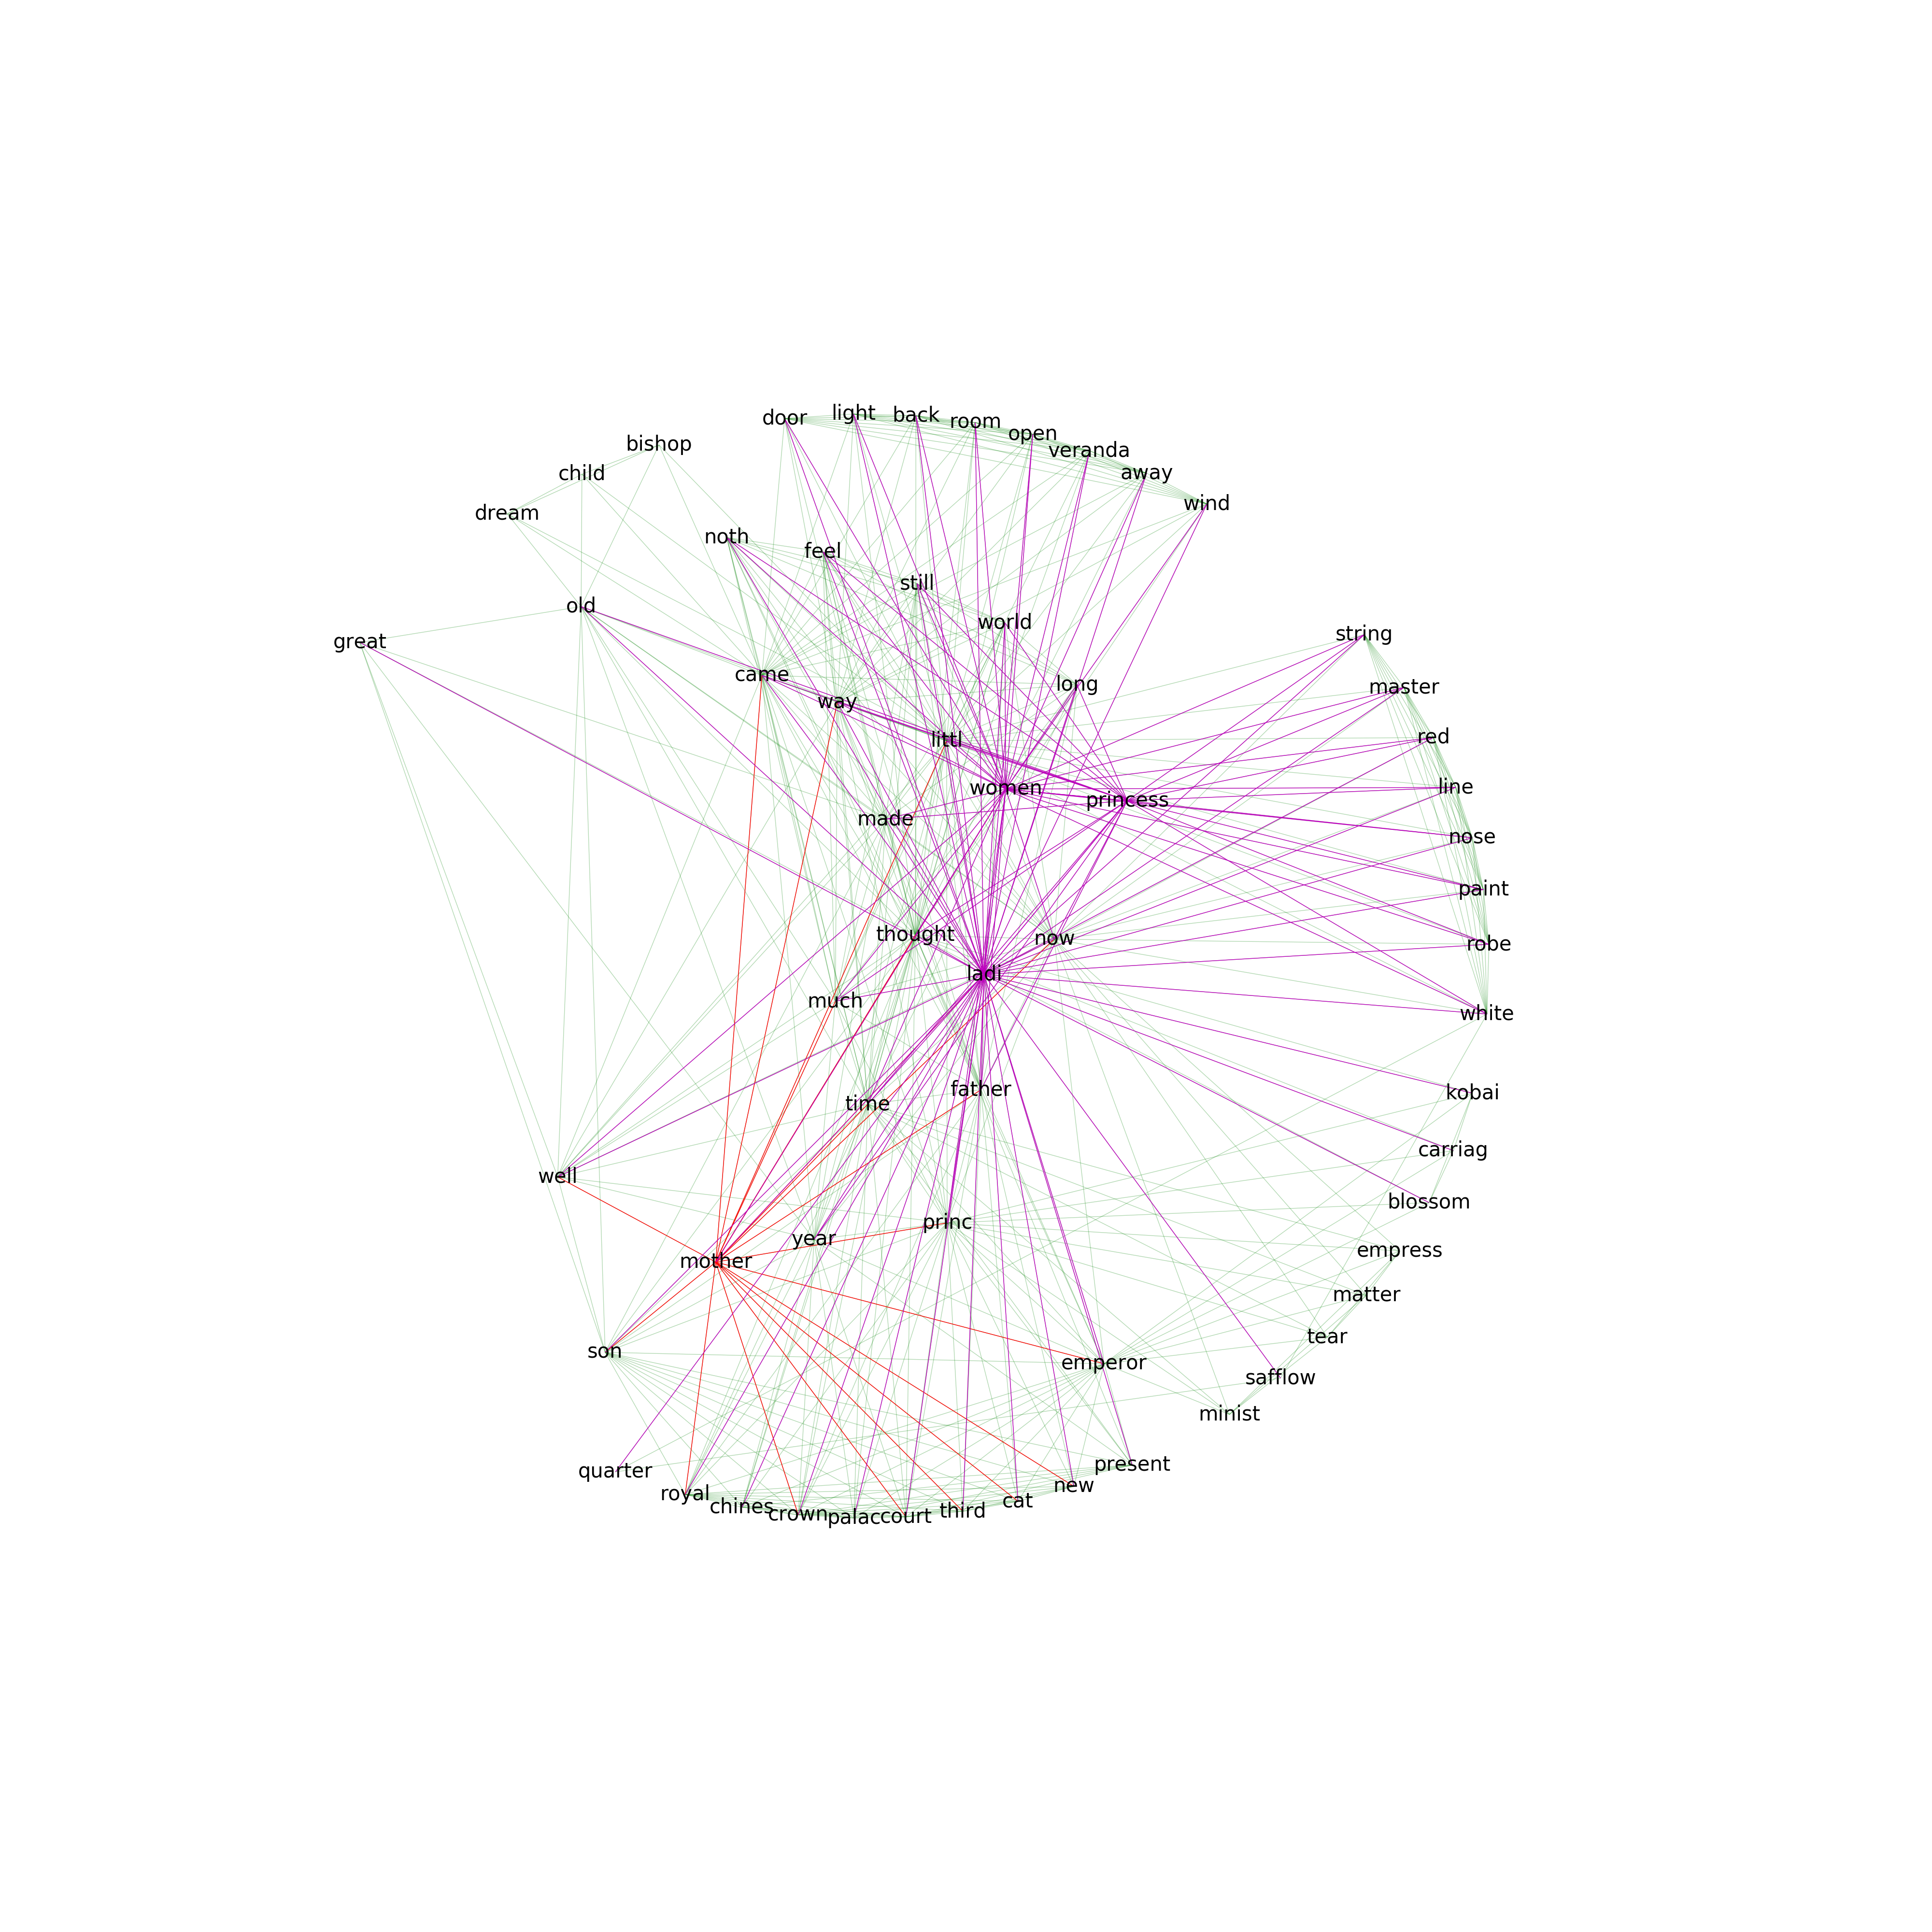 door
light
back
room
open
veranda
away
wind
bishop
child
dream
noth
feel
still
world
old
great
string
came
way
long
master
littl
red
women
princess
line
made
nose
paint
thought
now
robe
ladi
much
white
father
time
kobai
carriag
well
blossom
princ
year
empress
mother
matter
tear
son
emperor
safflow
minist
quarter
present
royal
new
chines
cat
crown
palac
court
third